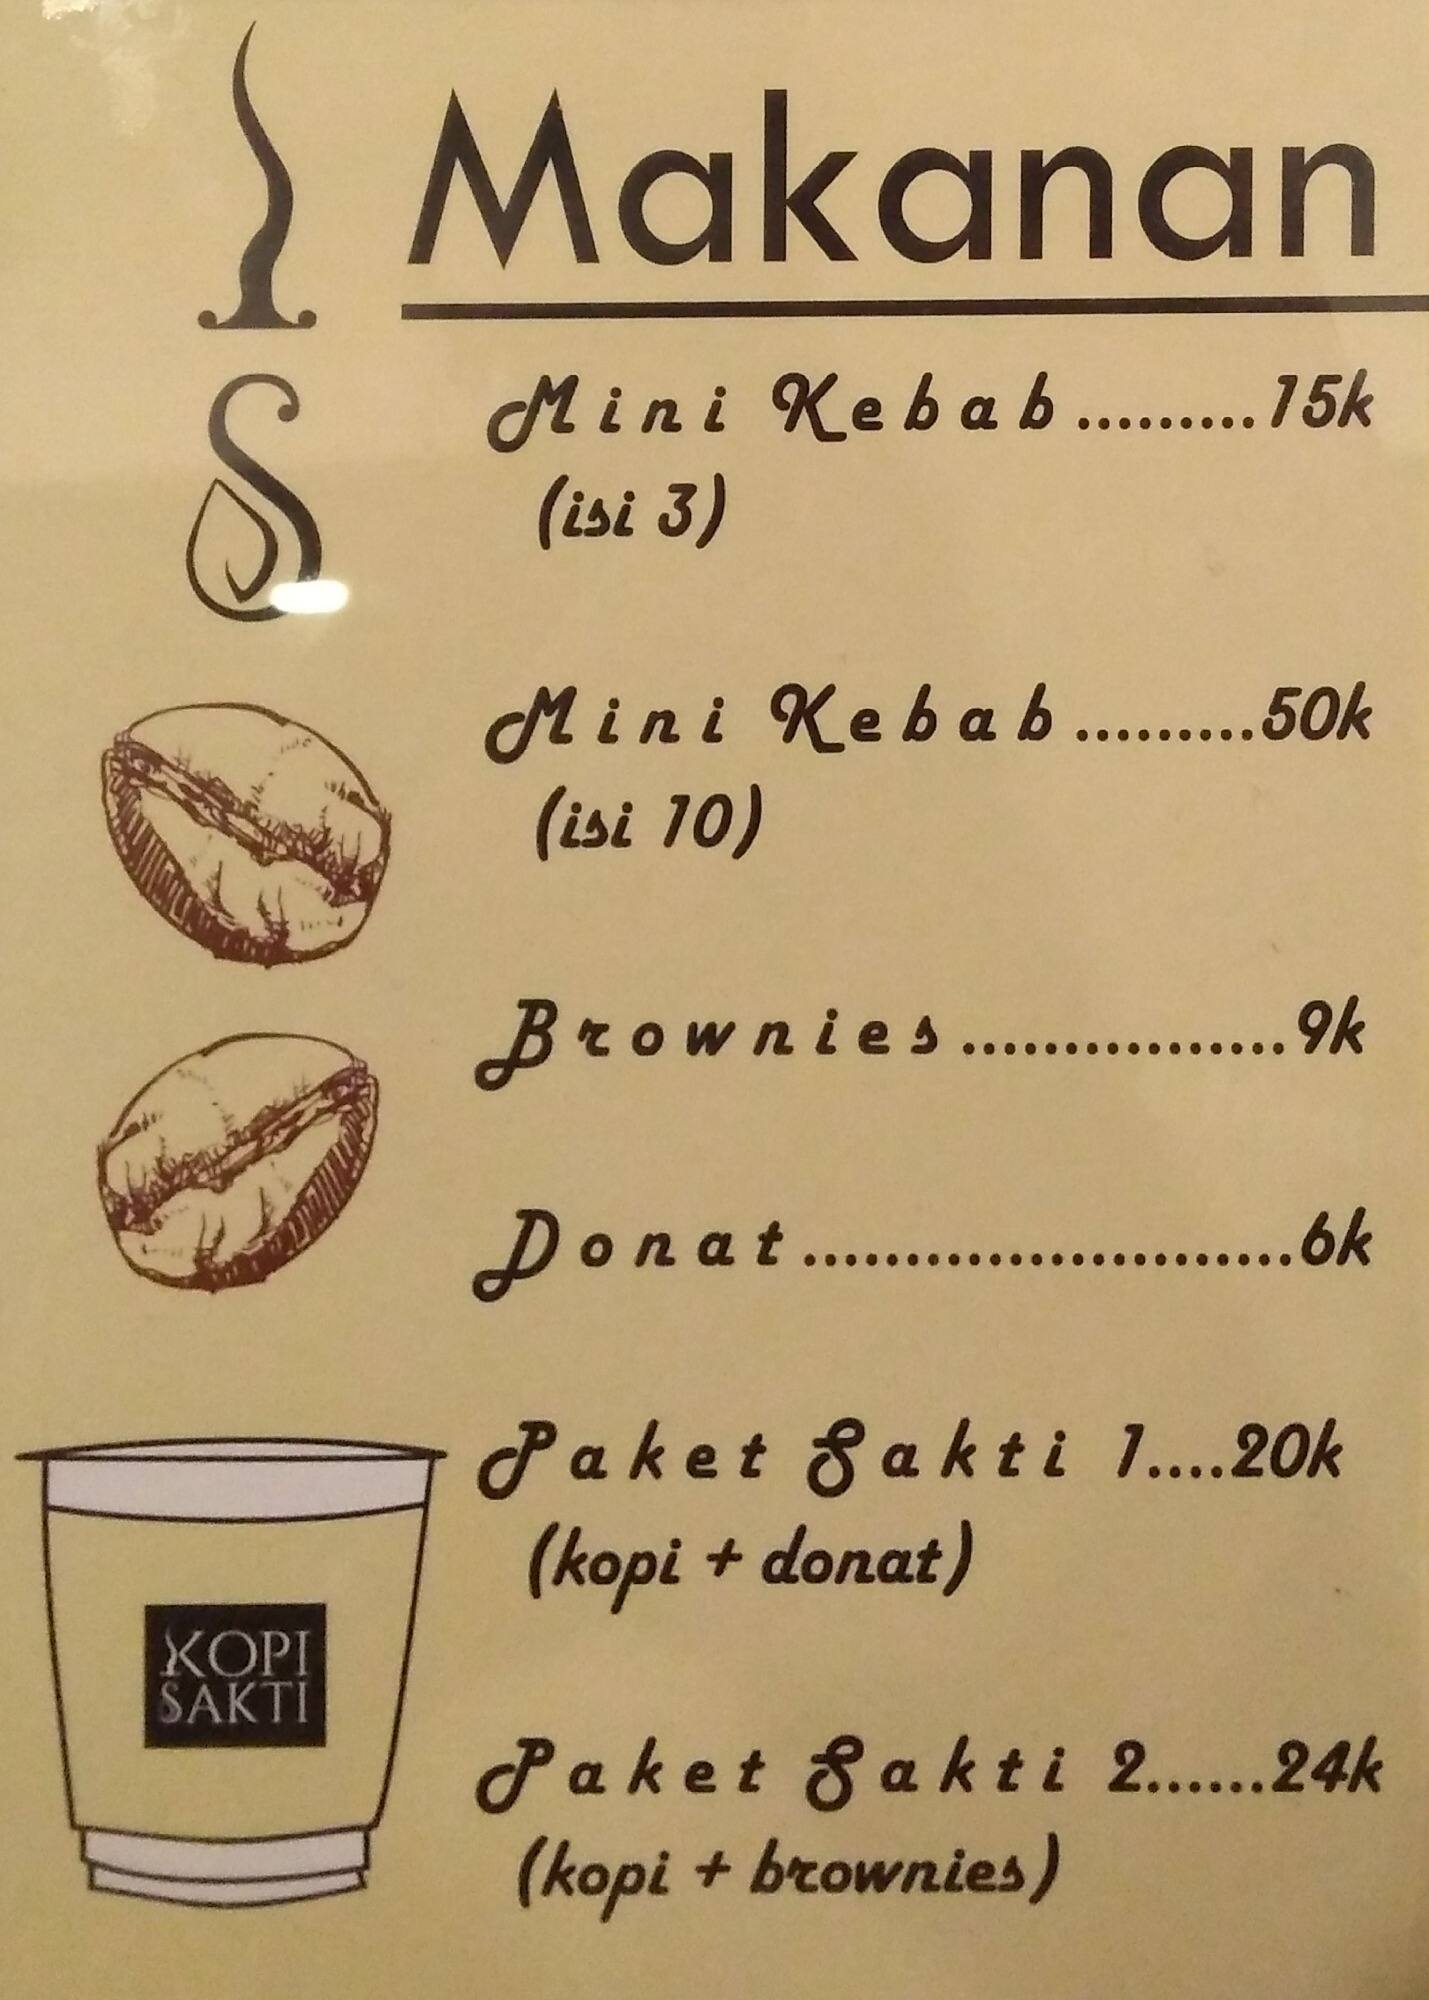 Makanan
Mini Kebab.........15k
(isi 3)
Mini Kebab.........50k
(isi 10)
Brownies................9k
Donat........................6k
Paket Sakti 1....20k
(kopi + donat)
KOPI
SAKTI
Paket Sakti 2......24k
(kopi + brownies)